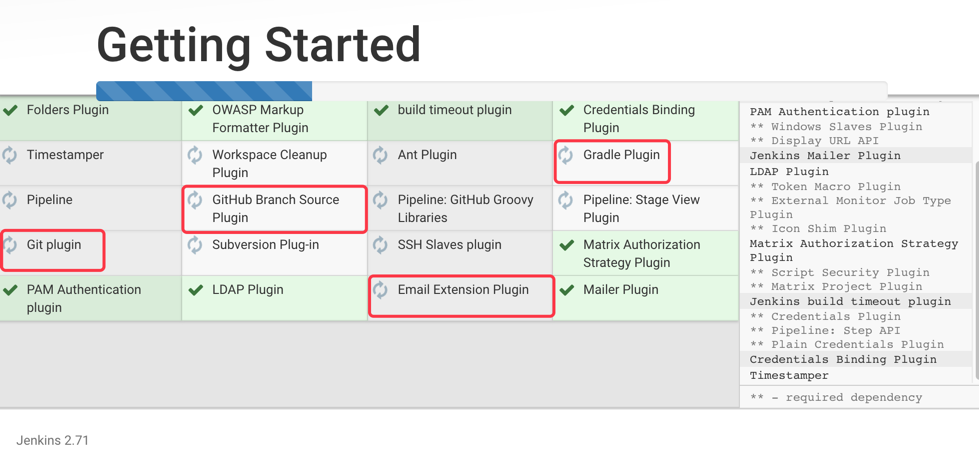 Getting Started
Folders Plugin
OWASP Markup
Formatter Plugin
build timeout plugin
Credentials Binding
Plugin
Timestamper
Workspace Cleanup
Plugin
Ant Plugin
Gradle Plugin
Pipeline
GitHub Branch Source
Plugin
Pipeline: GitHub Groovy
Libraries
Pipeline: Stage View
Plugin
Git plugin
Subversion Plug-in
SSH Slaves plugin
Matrix Authorization
Strategy Plugin
PAM Authentication
plugin
LDAP Plugin
Email Extension Plugin
Mailer Plugin
PAM Authentication plugin
** Windows Slaves Plugin
** Display URL API
Jenkins Mailer Plugin
LDAP Plugin
** Token Macro Plugin
** External Monitor Job Type
Plugin
** Icon Shim Plugin
Matrix Authorization Strategy
Plugin
** Script Security Plugin
** Matrix Project Plugin
Jenkins build timeout plugin
** Credentials Plugin
** Pipeline: Step API
** Plain Credentials Plugin
Credentials Binding Plugin
Timestamper
** - required dependency
Jenkins 2.71